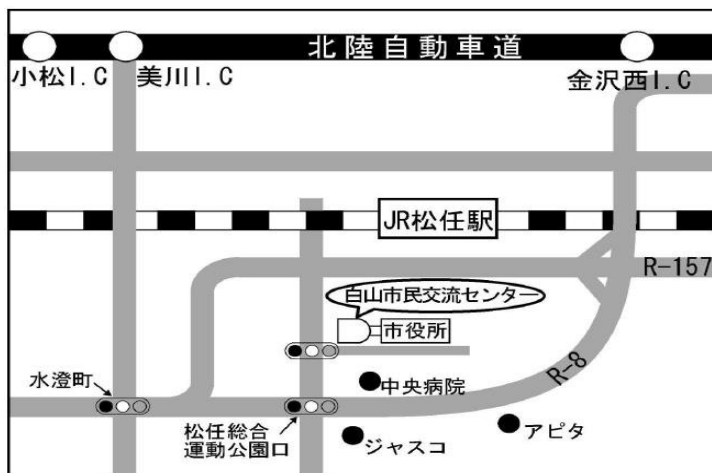 北陸自動車道
小松I.C
美川I.C
金沢西I.C
JR松任駅
R-157
白山市民交流センター
市役所
水澄町
中央病院
R-8
松任総合
運動公園口
ジャスコ
アピタ